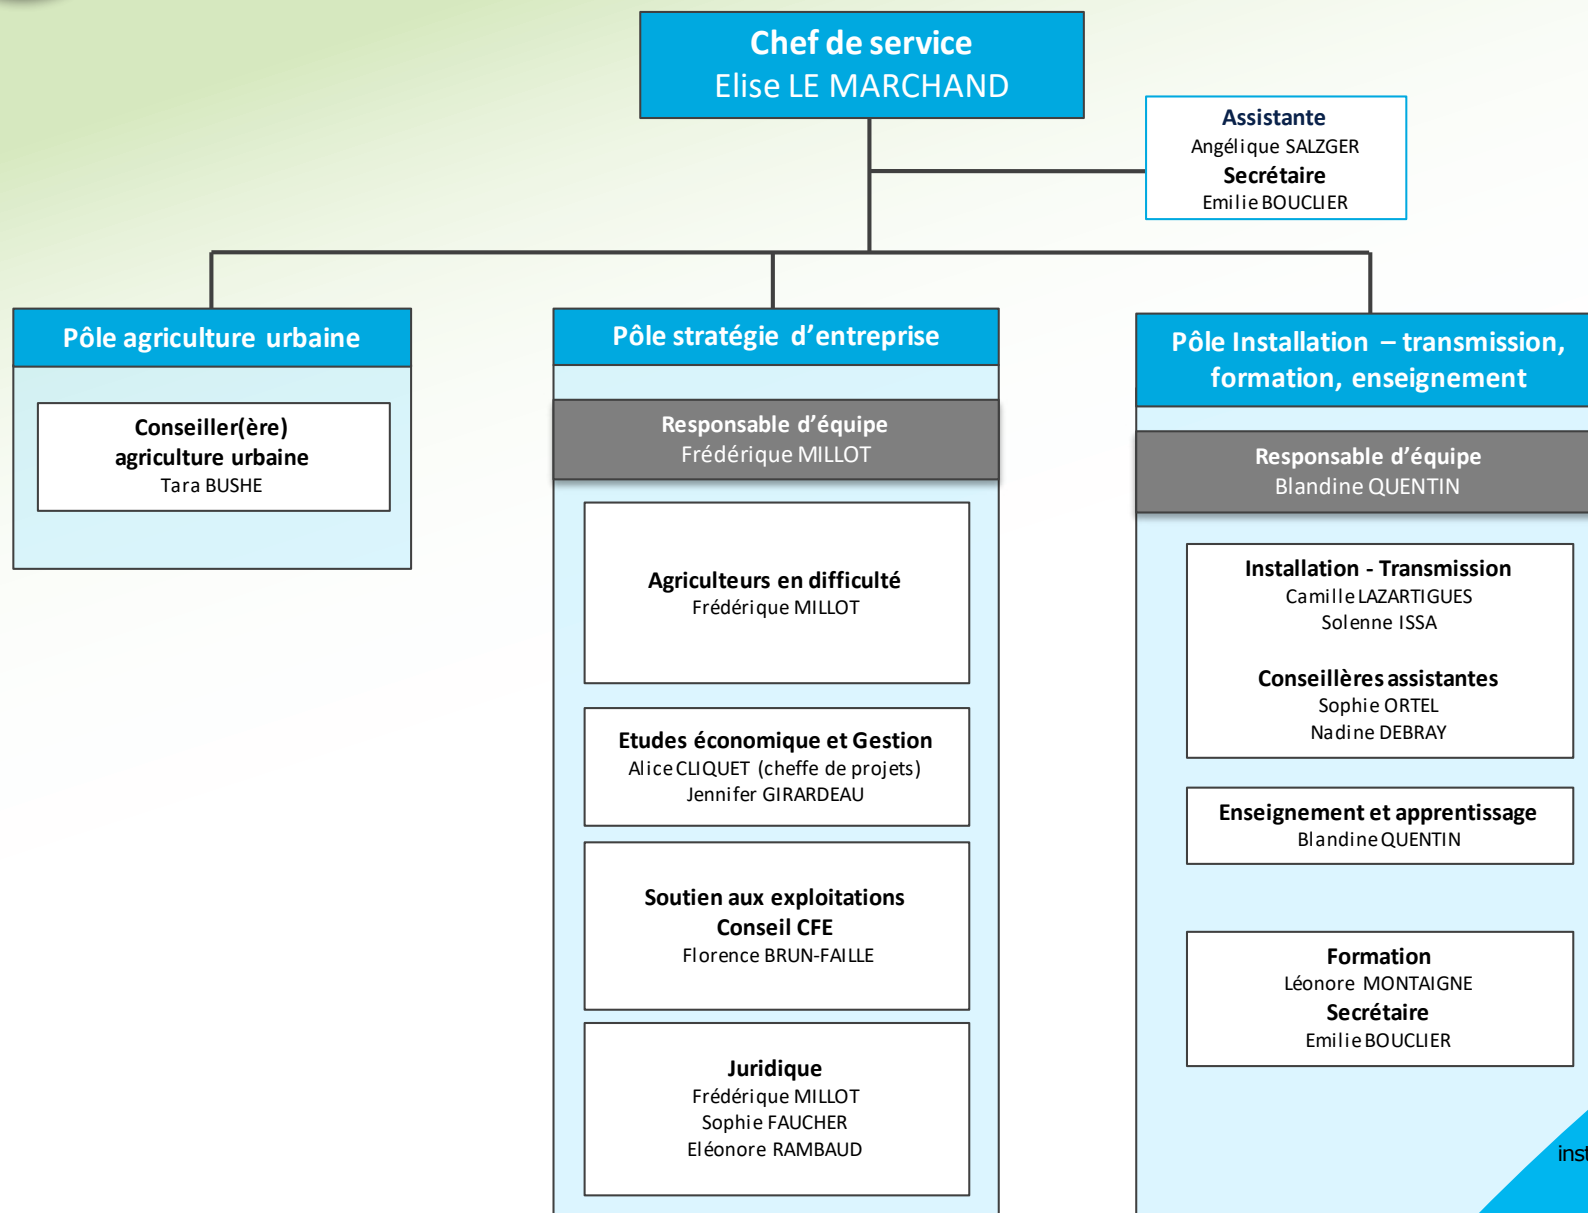 Chef de service
Elise LE MARCHAND
Assistante
Angélique SALZGER
Secrétaire
Emilie BOUCLIER
Pôle agriculture urbaine
Conseiller(ère)
agriculture urbaine
Tara BUSHE
Pôle stratégie d’entreprise
Responsable d’équipe
Frédérique MILLOT
Agriculteurs en difficulté
Frédérique MILLOT
Etudes économique et Gestion
Alice CLIQUET (cheffe de projets)
Jennifer GIRARDEAU
Soutien aux exploitations
Conseil CFE
Florence BRUN-FAILLE
Juridique
Frédérique MILLOT
Sophie FAUCHER
Eléonore RAMBAUD
Pôle Installation – transmission,
formation, enseignement
Responsable d’équipe
Blandine QUENTIN
Installation - Transmission
Camille LAZARTIGUES
Solenne ISSA
Conseillères assistantes
Sophie ORTEL
Nadine DEBRAY
Enseignement et apprentissage
Blandine QUENTIN
Formation
Léonore MONTAIGNE
Secrétaire
Emilie BOUCLIER
inst